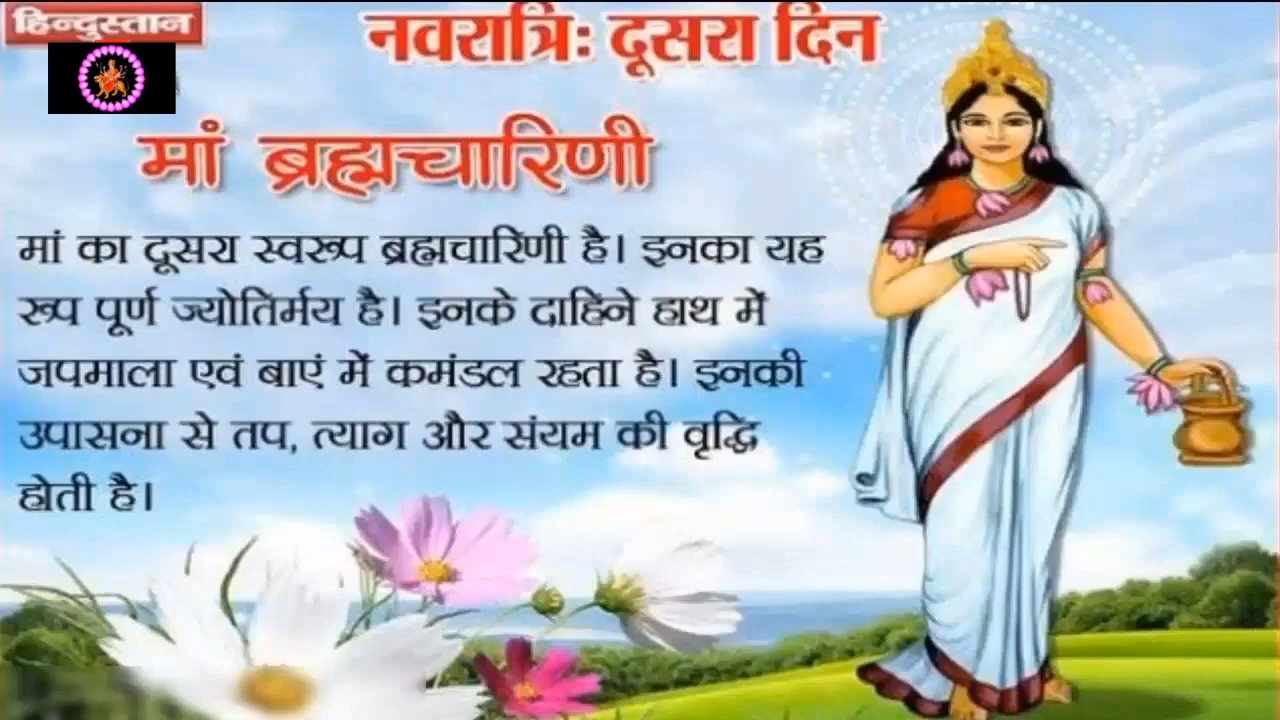 हिन्दुस्तान
नवरात्रिः दूसरा दिन
मां ब्रह्मचारिणी
मां का दूसरा स्वरूप ब्रह्मचारिणी है। इनका यह
रूप पूर्ण ज्योतिर्मय है। इनके दाहिने हाथ में
जपमाला एवं बाएं में कमंडल रहता है। इनकी
उपासना से तप, त्याग और संयम की वृद्धि
होती है।